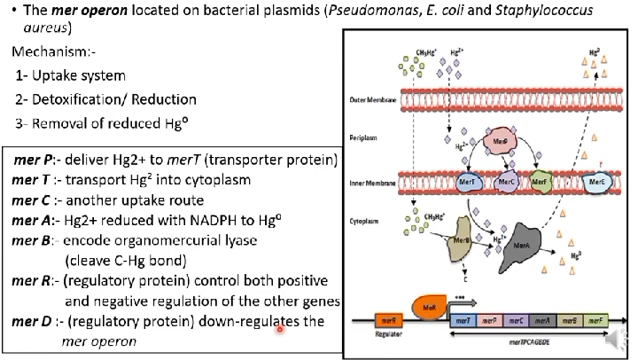 • The mer operon located on bacterial plasmids (Pseudomonas, E. coli and Staphylococcus
aureus)
Mechanism:-
1- Uptake system
2- Detoxification/ Reduction
3- Removal of reduced Hg⁰
mer P:- deliver Hg2+ to merT (transporter protein)
mer T:- transport Hg² into cytoplasm
mer C:- another uptake route
mer A:- Hg2+ reduced with NADPH to Hg⁰
mer B:- encode organomercurial lyase
(cleave C-Hg bond)
mer R:- (regulatory protein) control both positive
and negative regulation of the other genes
mer D :- (regulatory protein) down-regulates the
mer operon
CH₃Hg⁺ Hg²⁺ Hg⁰
Outer Membrane
Periplasm
Hg²⁺ MerP
Inner Membrane MerT MerC MerF MerE
?
Cytoplasm
CH₃Hg⁺ MerB Hg²⁺ MerA Hg⁰
C
MerR
merR merT merP merC merA merB merF
Regulator
merTPCAGBDE